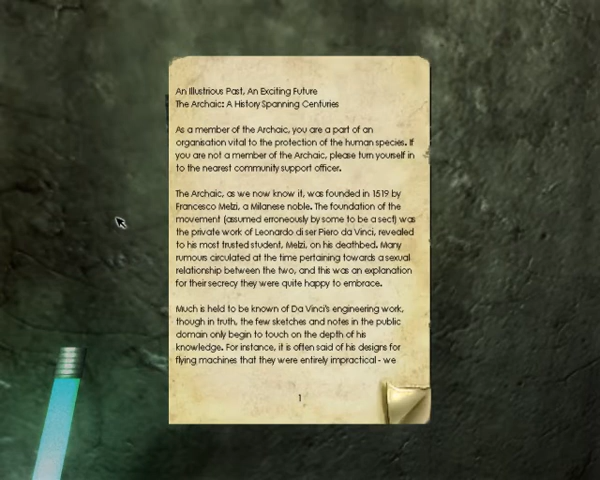 An Illustrious Past, An Exciting Future
The Archaic: A History Spanning Centuries
As a member of the Archaic, you are a part of an
organisation vital to the protection of the human species. If
you are not a member of the Archaic, please turn yourself in
to the nearest community support officer.
The Archaic, as we now know it, was founded in 1519 by
Francesco Melzi, a Milanese noble. The foundation of the
movement (assumed erroneously by some to be a sect) was
the private work of Leonardo di ser Piero da Vinci, revealed
to his most trusted student, Melzi, on his deathbed. Many
rumours circulated at the time pertaining towards a sexual
relationship between the two, and this was an explanation
for their secrecy they were quite happy to embrace.
Much is held to be known of Da Vinci's engineering work,
though in truth, the few sketches and notes in the public
domain only begin to touch on the depth of his
knowledge. For instance, it is often said of his designs for
flying machines that they were entirely impractical - we
1